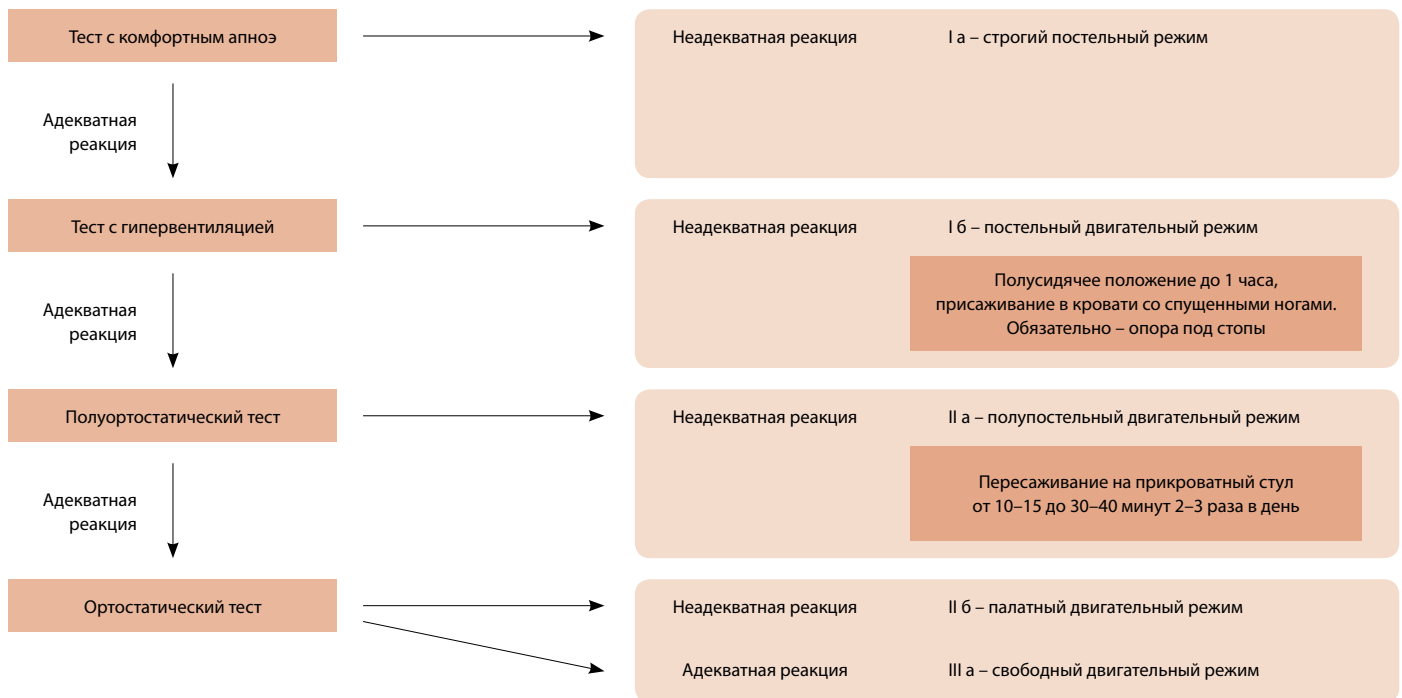 Тест с комфортным апноэ
Неадекватная реакция
I а – строгий постельный режим
Адекватная
реакция
Тест с гипервентиляцией
Неадекватная реакция
I б – постельный двигательный режим
Полусидячее положение до 1 часа,
присаживание в кровати со спущенными ногами.
Обязательно – опора под стопы
Адекватная
реакция
Полуортостатический тест
Неадекватная реакция
II а – полупостельный двигательный режим
Пересаживание на прикроватный стул
от 10–15 до 30–40 минут 2–3 раза в день
Адекватная
реакция
Ортостатический тест
Неадекватная реакция
II б – палатный двигательный режим
Адекватная реакция
III а – свободный двигательный режим